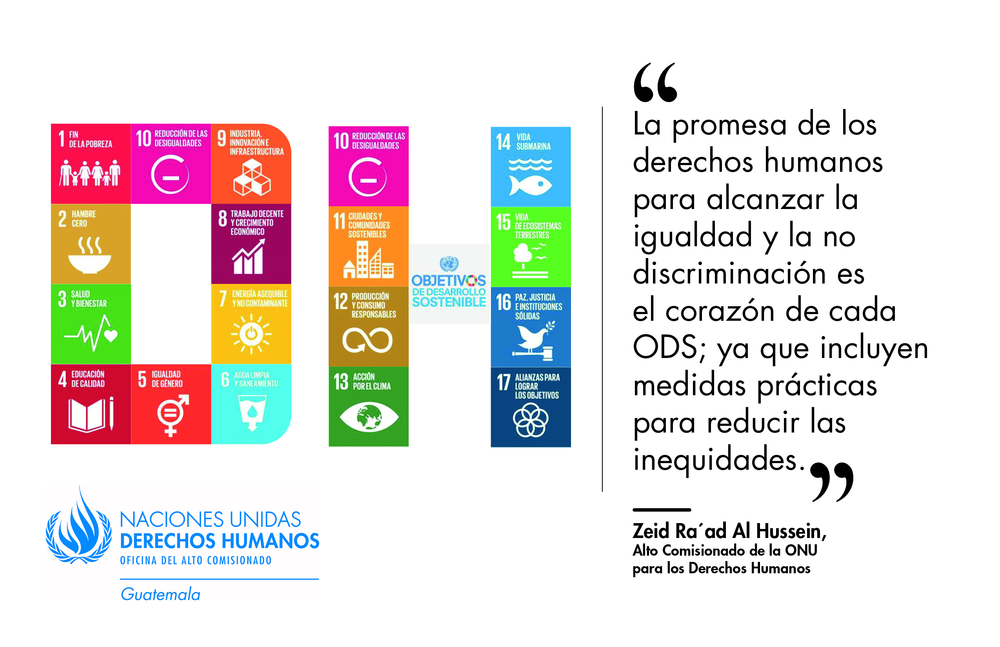 1 FIN
DE LA POBREZA
10 REDUCCIÓN DE LAS
DESIGUALDADES
9 INDUSTRIA,
INNOVACIÓN E
INFRAESTRUCTURA
2 HAMBRE
CERO
8 TRABAJO DECENTE
Y CRECIMIENTO
ECONÓMICO
3 SALUD
Y BIENESTAR
7 ENERGÍA ASEQUIBLE
Y NO CONTAMINANTE
4 EDUCACIÓN
DE CALIDAD
5 IGUALDAD
DE GÉNERO
6 AGUA LIMPIA
Y SANEAMIENTO
10 REDUCCIÓN DE LAS
DESIGUALDADES
11 CIUDADES Y
COMUNIDADES
SOSTENIBLES
12 PRODUCCIÓN
Y CONSUMO
RESPONSABLES
13 ACCIÓN
POR EL CLIMA
OBJETIVOS
DE DESARROLLO
SOSTENIBLE
14 VIDA
SUBMARINA
15 VIDA
DE ECOSISTEMAS
TERRESTRES
16 PAZ, JUSTICIA
E INSTITUCIONES
SÓLIDAS
17 ALIANZAS PARA
LOGRAR
LOS OBJETIVOS
“
La promesa de los
derechos humanos
para alcanzar la
igualdad y la no
discriminación es
el corazón de cada
ODS; ya que incluyen
medidas prácticas
para reducir las
inequidades.”
Zeid Ra´ad Al Hussein,
Alto Comisionado de la ONU
para los Derechos Humanos
NACIONES UNIDAS
DERECHOS HUMANOS
OFICINA DEL ALTO COMISIONADO
Guatemala